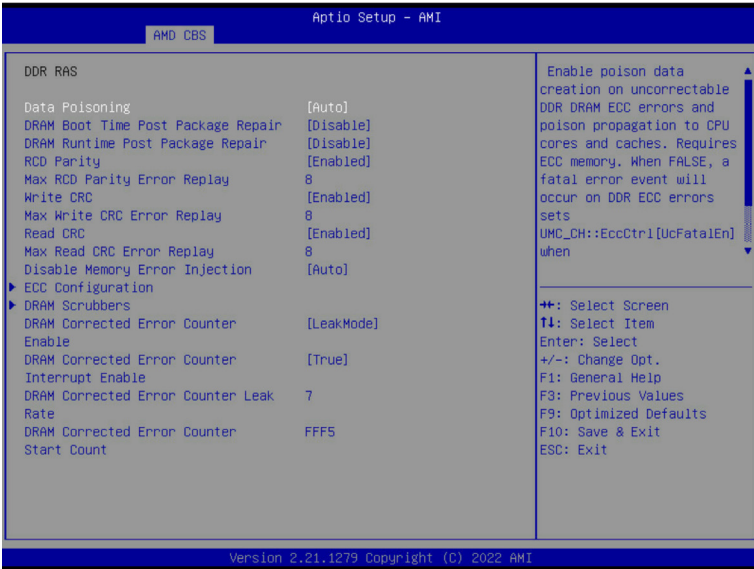 Aptio Setup – AMI
AMD CBS
DDR RAS
Data Poisoning [Auto]
DRAM Boot Time Post Package Repair [Disable]
DRAM Runtime Post Package Repair [Disable]
RCD Parity [Enabled]
Max RCD Parity Error Replay 8
Write CRC [Enabled]
Max Write CRC Error Replay 8
Read CRC [Enabled]
Max Read CRC Error Replay 8
Disable Memory Error Injection [Auto]
ECC Configuration
DRAM Scrubbers
DRAM Corrected Error Counter [LeakMode]
Enable
DRAM Corrected Error Counter [True]
Interrupt Enable
DRAM Corrected Error Counter Leak 7
Rate
DRAM Corrected Error Counter FFF5
Start Count
Enable poison data
creation on uncorrectable
DDR DRAM ECC errors and
poison propagation to CPU
cores and caches. Requires
ECC memory. When FALSE, a
fatal error event will
occur on DDR ECC errors
sets
UMC_CH::EccCtrl[UcFatalEn]
when
→←: Select Screen
↑↓: Select Item
Enter: Select
+/-: Change Opt.
F1: General Help
F3: Previous Values
F9: Optimized Defaults
F10: Save & Exit
ESC: Exit
Version 2.21.1279 Copyright (C) 2022 AMI